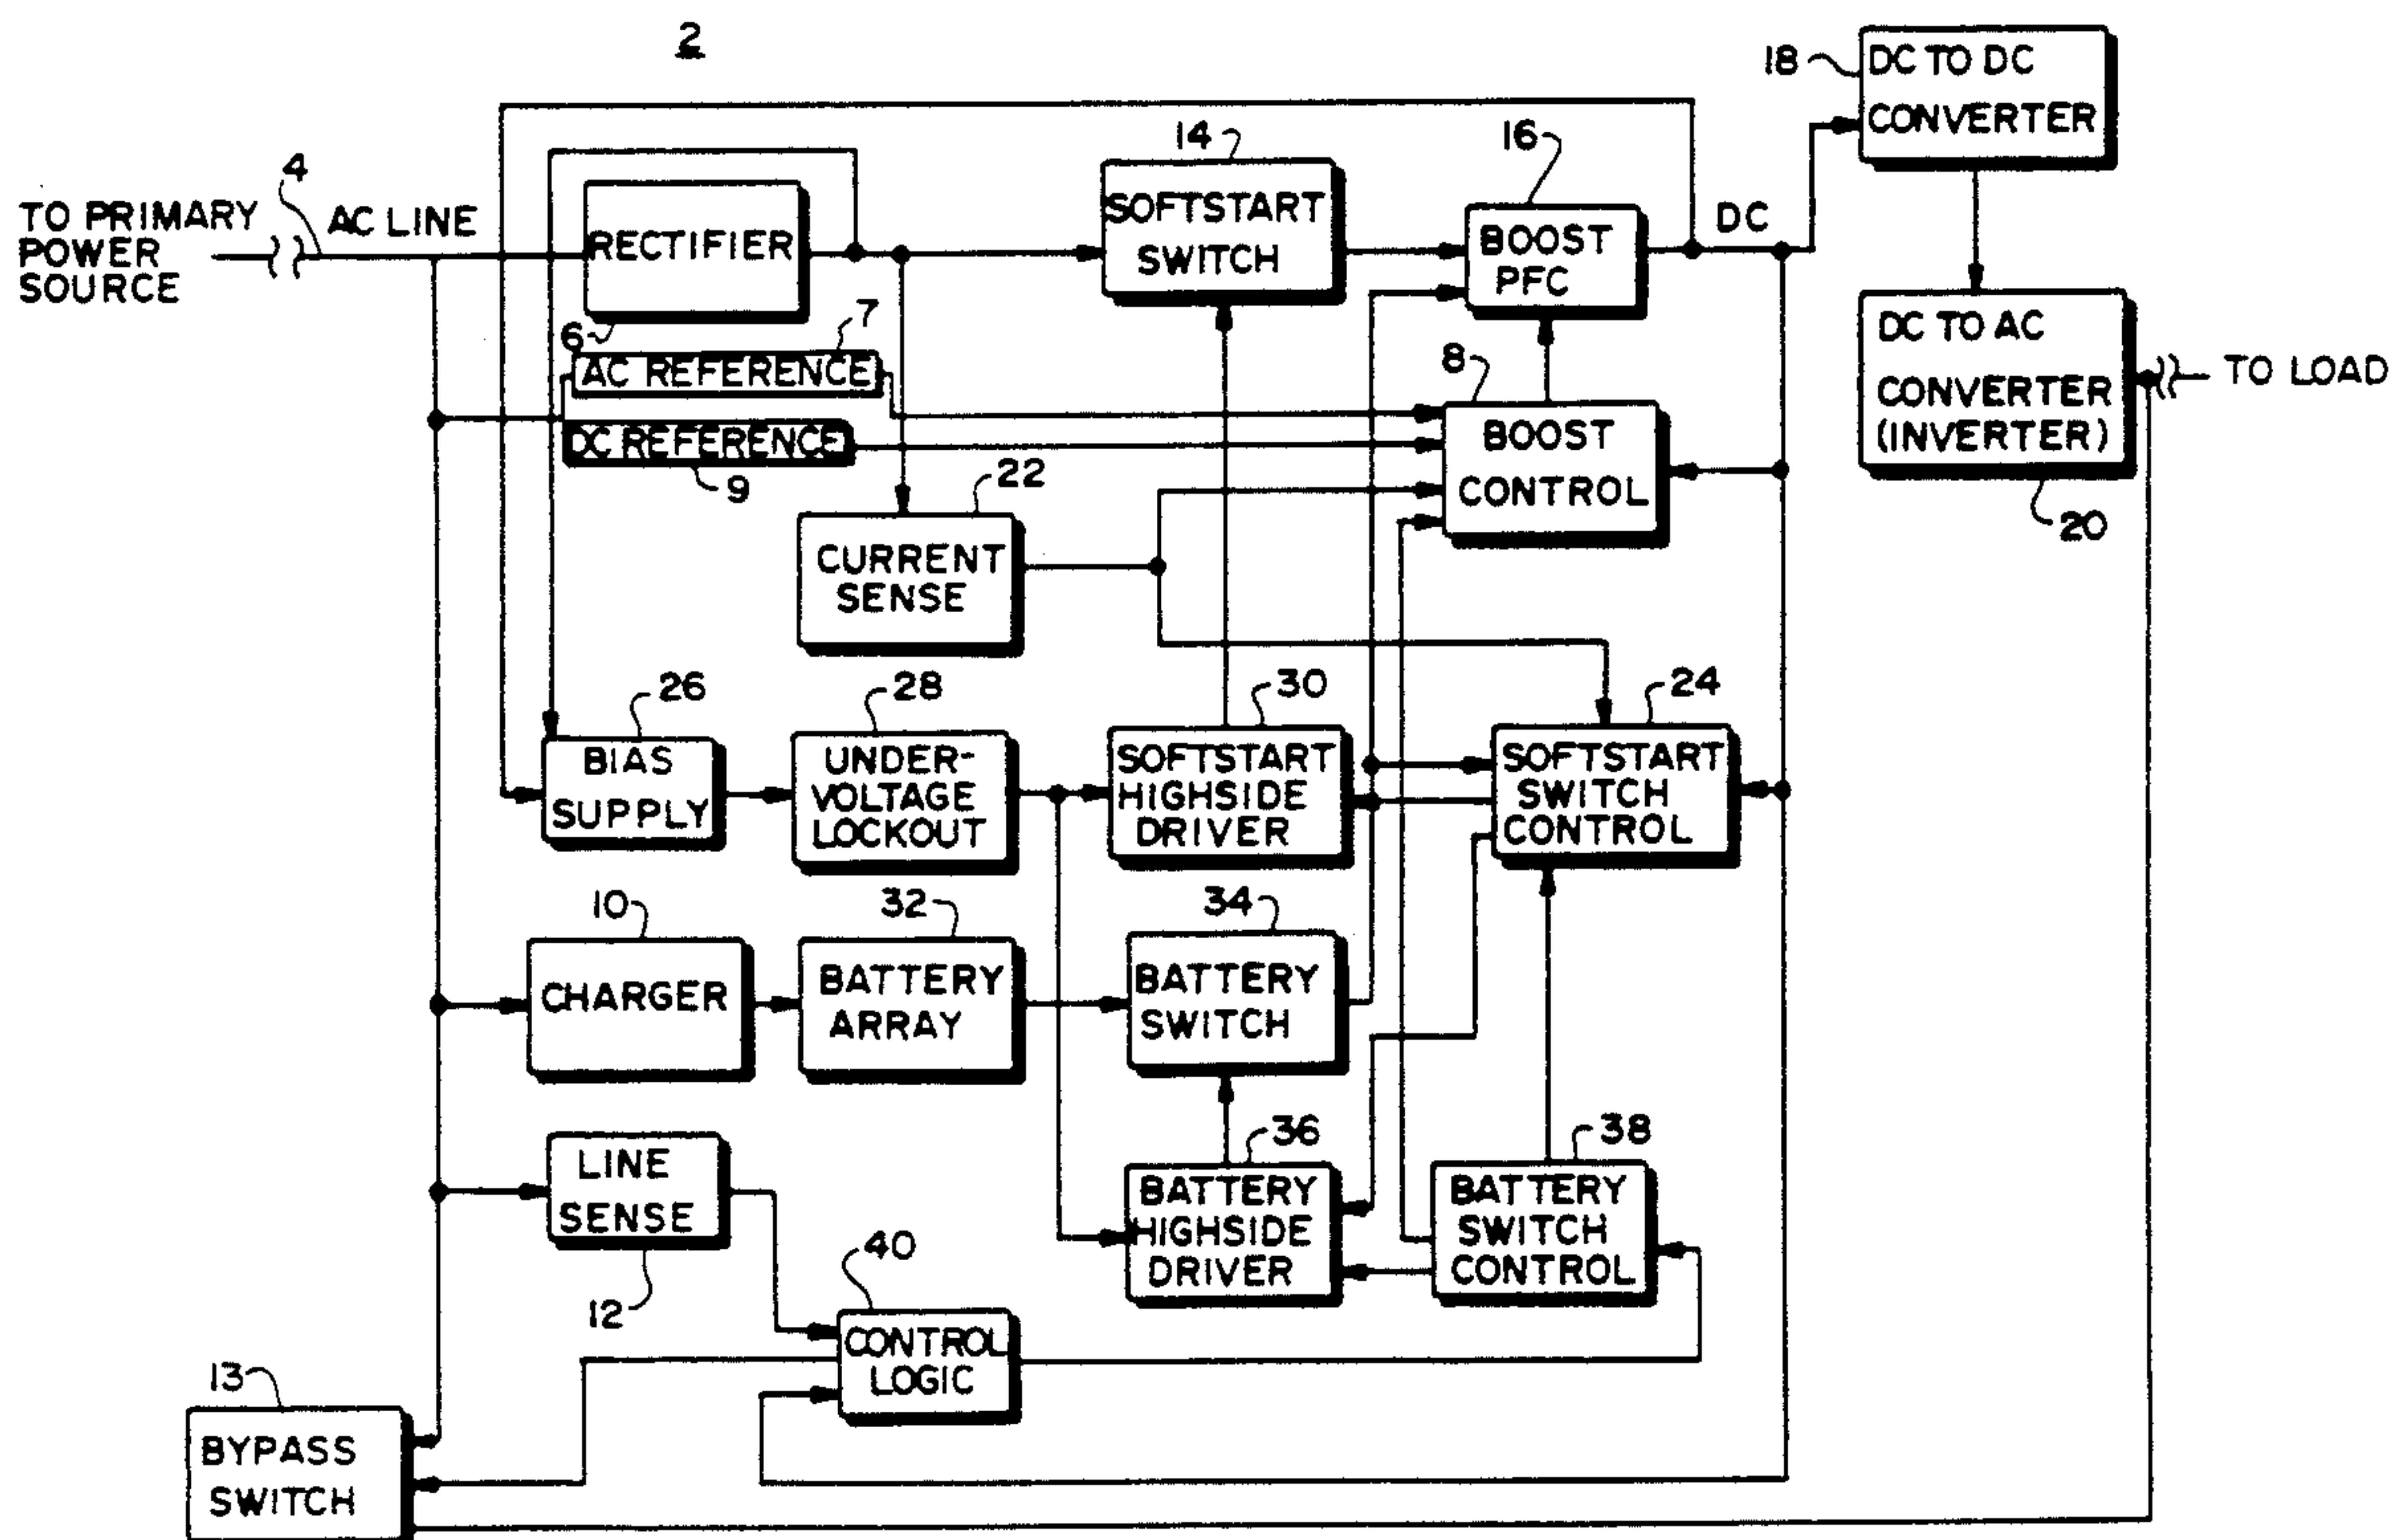 2
18
DC TO DC
CONVERTER
14
16
4
TO PRIMARY
POWER
SOURCE
AC LINE
RECTIFIER
SOFTSTART
SWITCH
BOOST
PFC
DC
6
7
AC REFERENCE
DC REFERENCE
9
8
BOOST
CONTROL
DC TO AC
CONVERTER
(INVERTER)
TO LOAD
20
22
CURRENT
SENSE
26
28
30
24
BIAS
SUPPLY
UNDER-
VOLTAGE
LOCKOUT
SOFTSTART
HIGHSIDE
DRIVER
SOFTSTART
SWITCH
CONTROL
10
32
34
CHARGER
BATTERY
ARRAY
BATTERY
SWITCH
36
38
LINE
SENSE
12
BATTERY
HIGHSIDE
DRIVER
BATTERY
SWITCH
CONTROL
40
CONTROL
LOGIC
13
BYPASS
SWITCH